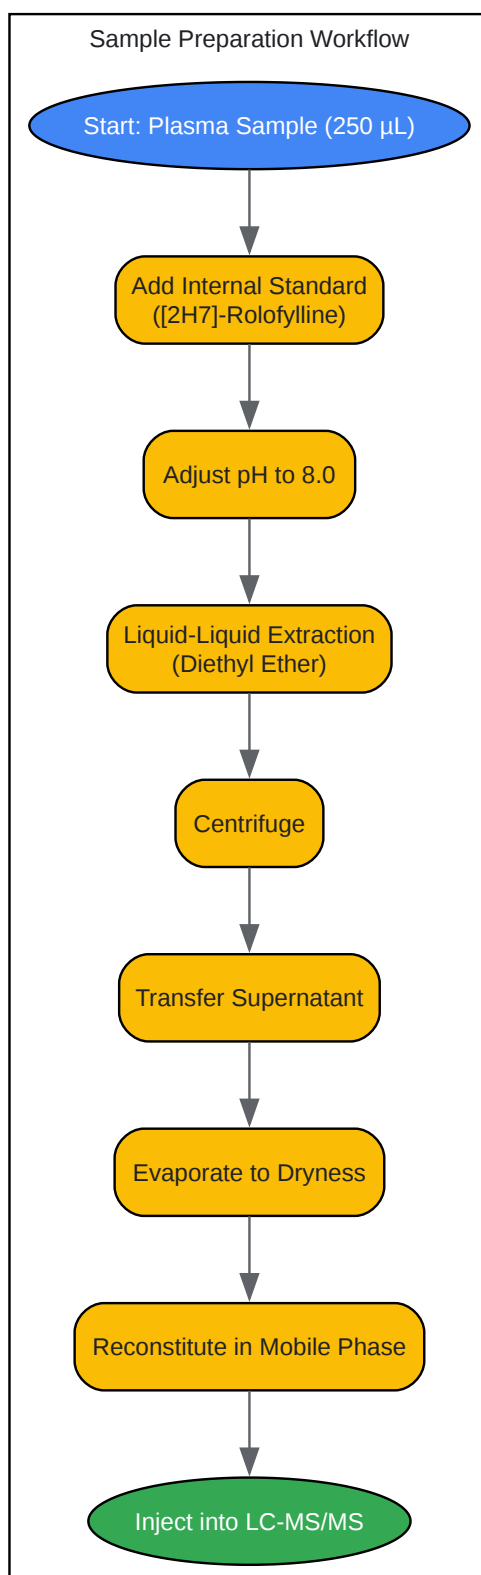 Sample Preparation Workflow
Start: Plasma Sample (250 µL)
Add Internal Standard
([2H7]-Rolofylline)
Adjust pH to 8.0
Liquid-Liquid Extraction
(Diethyl Ether)
Centrifuge
Transfer Supernatant
Evaporate to Dryness
Reconstitute in Mobile Phase
Inject into LC-MS/MS